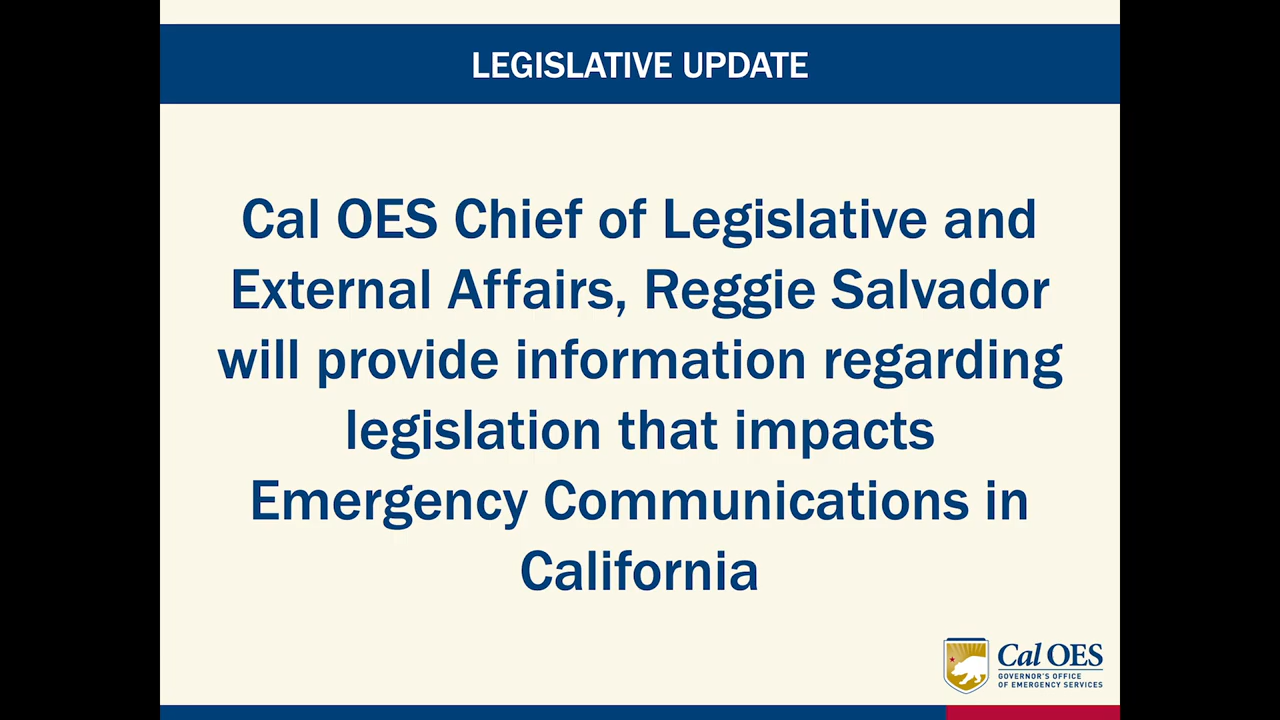 LEGISLATIVE UPDATE
Cal OES Chief of Legislative and
External Affairs, Reggie Salvador
will provide information regarding
legislation that impacts
Emergency Communications in
California
Cal OES
GOVERNOR'S OFFICE
OF EMERGENCY SERVICES